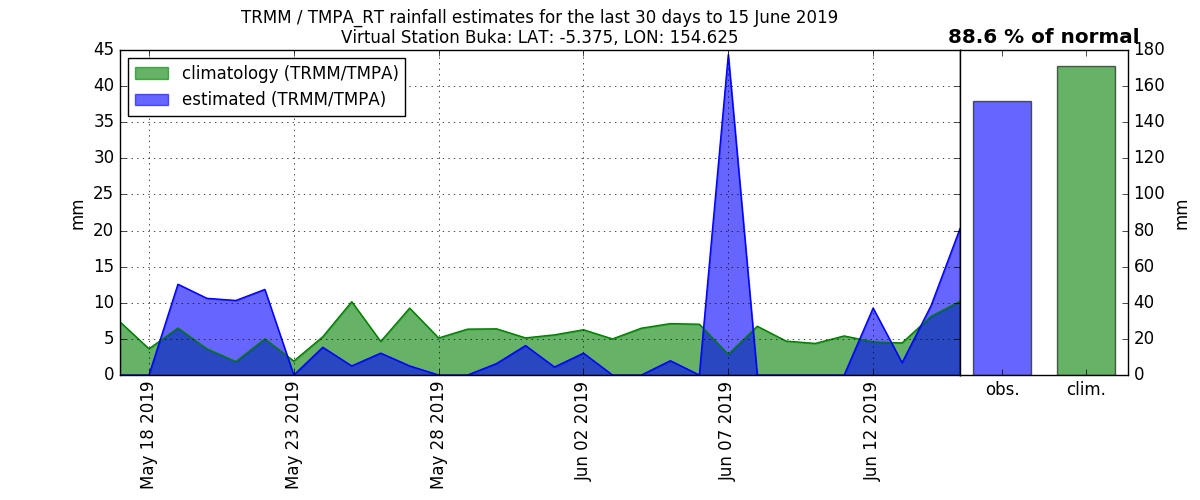 TRMM / TMPA_RT rainfall estimates for the last 30 days to 15 June 2019
Virtual Station Buka: LAT: -5.375, LON: 154.625
88.6 % of normal
climatology (TRMM/TMPA)
estimated (TRMM/TMPA)
mm
45
40
35
30
25
20
15
10
5
0
May 18 2019
May 23 2019
May 28 2019
Jun 02 2019
Jun 07 2019
Jun 12 2019
obs.
clim.
180
160
140
120
100
80
60
40
20
0
mm